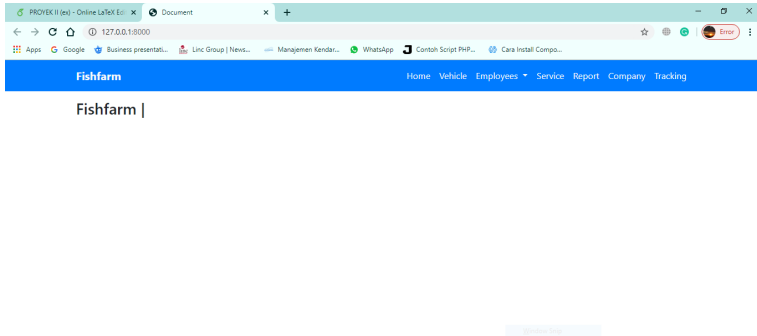 PROYEK II (ex) - Online LaTeX Ed
Document
127.0.0.1:8000
Error
Apps Google Business presentati... Linc Group | News... Manajemen Kendar... WhatsApp Contoh Script PHP... Cara Install Compo...
Fishfarm Home Vehicle Employees Service Report Company Tracking
Fishfarm |